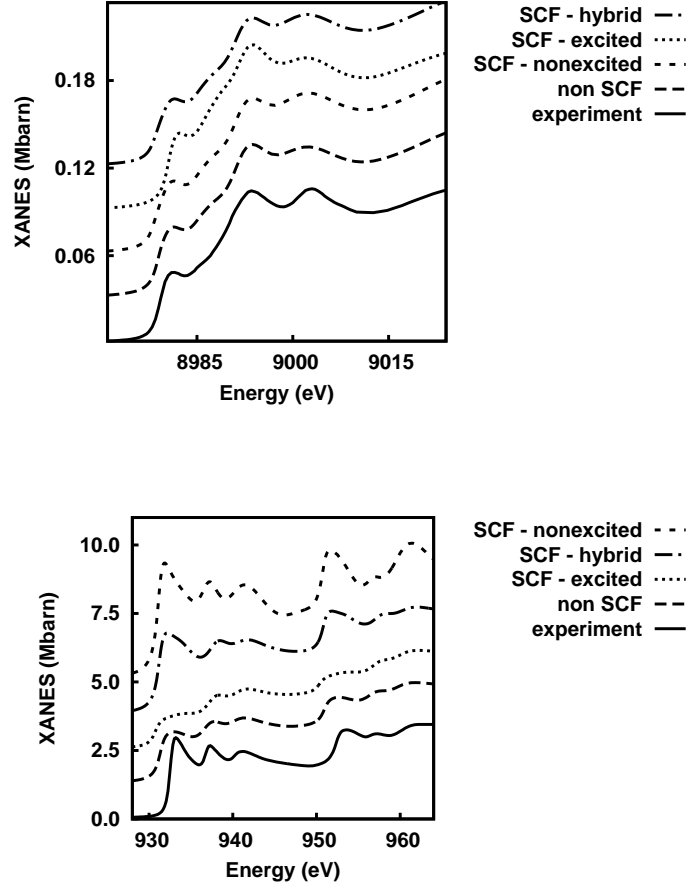 SCF - hybrid
SCF - excited
SCF - nonexcited
non SCF
experiment
0.18
0.12
0.06
XANES (Mbarn)
8985 9000 9015
Energy (eV)
SCF - nonexcited
SCF - hybrid
SCF - excited
non SCF
experiment
10.0
7.5
5.0
2.5
0.0
XANES (Mbarn)
930 940 950 960
Energy (eV)